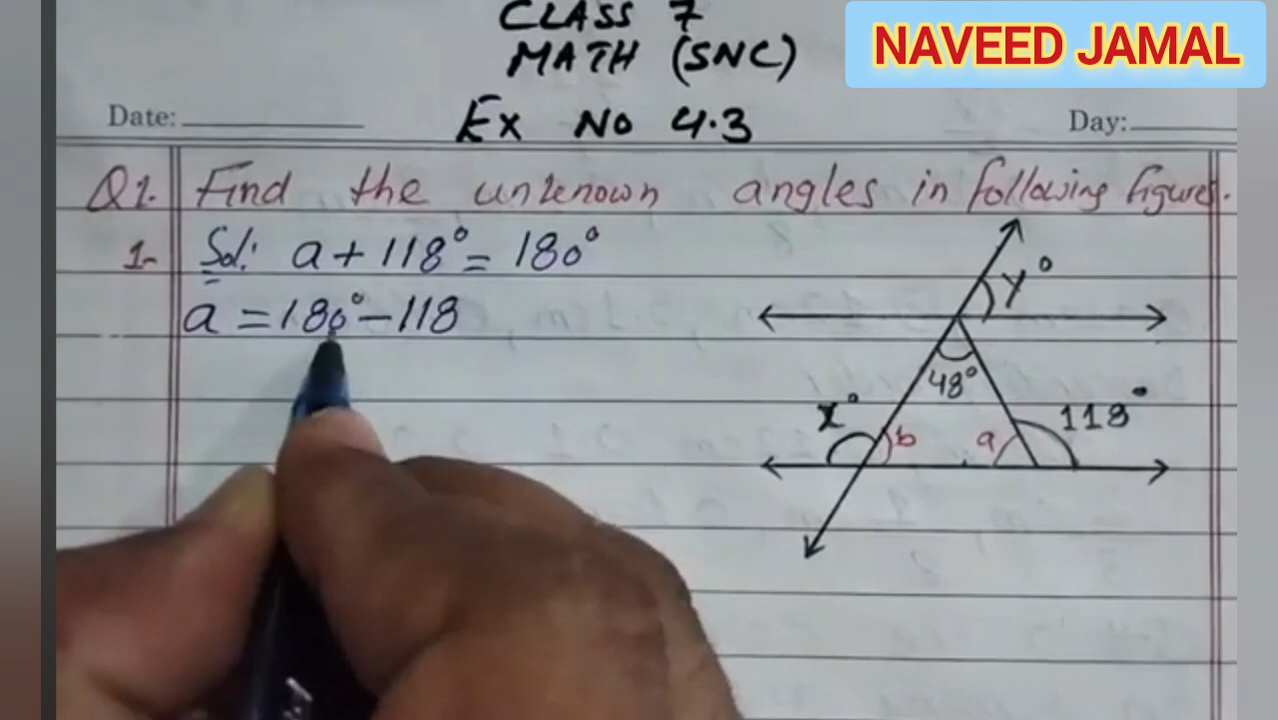 CLASS 7
NAVEED JAMAL
MATH (SNC)
Date:
Ex No 4.3
Day:
Q1. Find the unknown angles in following figures.
1- Sol: a + 118° = 180°
a = 180° - 118
y°
48°
x°
b
a
118°